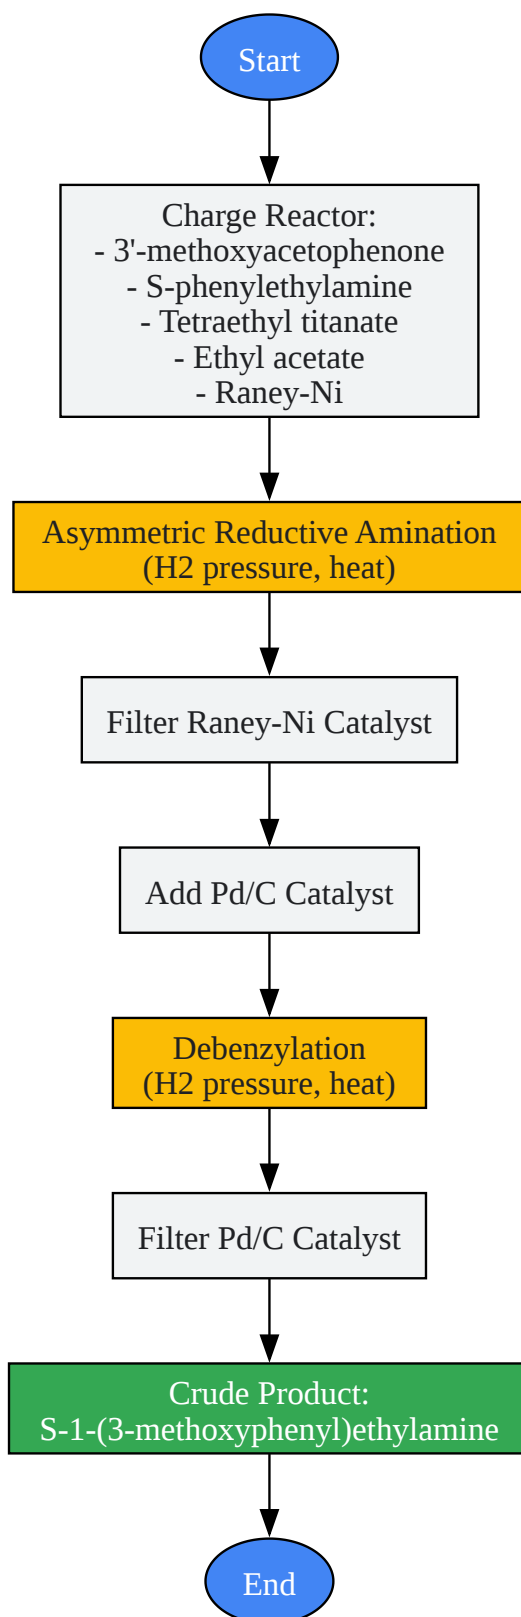 Start
Charge Reactor:
- 3'-methoxyacetophenone
- S-phenylethylamine
- Tetraethyl titanate
- Ethyl acetate
- Raney-Ni
Asymmetric Reductive Amination
(H2 pressure, heat)
Filter Raney-Ni Catalyst
Add Pd/C Catalyst
Debenzylation
(H2 pressure, heat)
Filter Pd/C Catalyst
Crude Product:
S-1-(3-methoxyphenyl)ethylamine
End